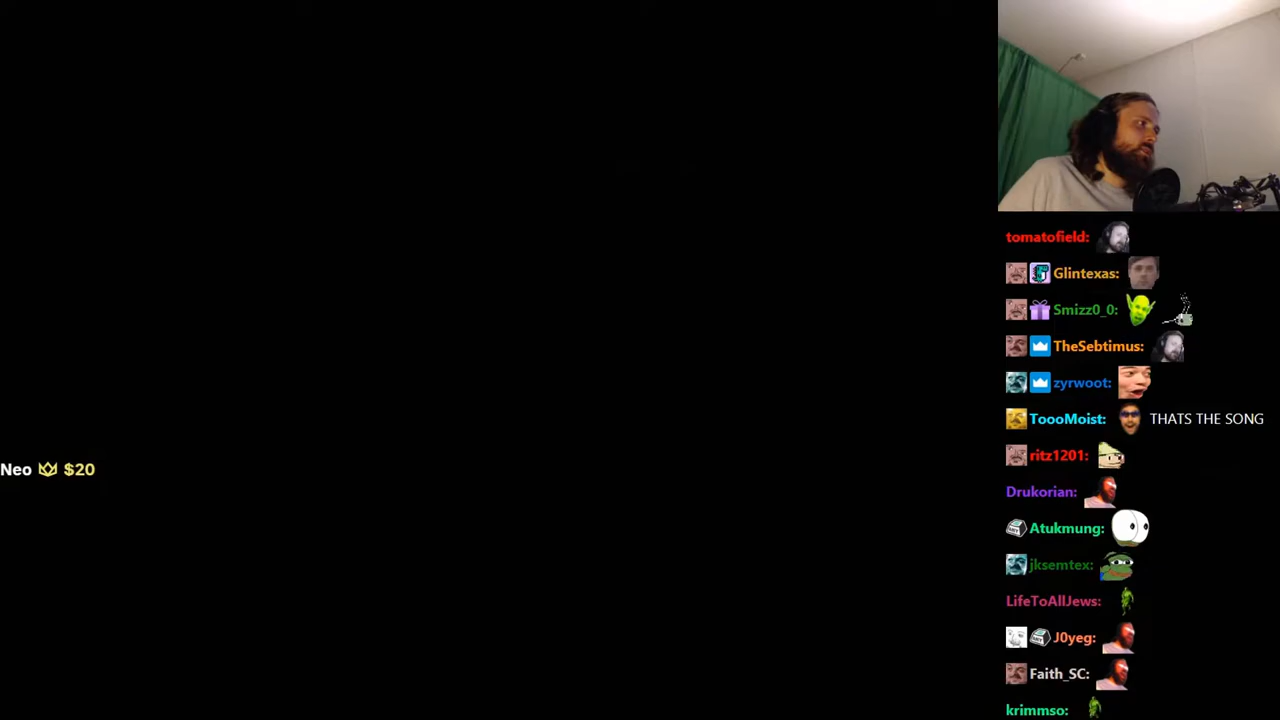 tomatofield:
Glintexas:
Smizz0_0:
TheSebtimus:
zyrwoot:
ToooMoist: THATS THE SONG
Neo $20
ritz1201:
Drukorian:
Atukmung:
jksemtex:
LifeToAllJews:
J0yeg:
Faith_SC:
krimmso: